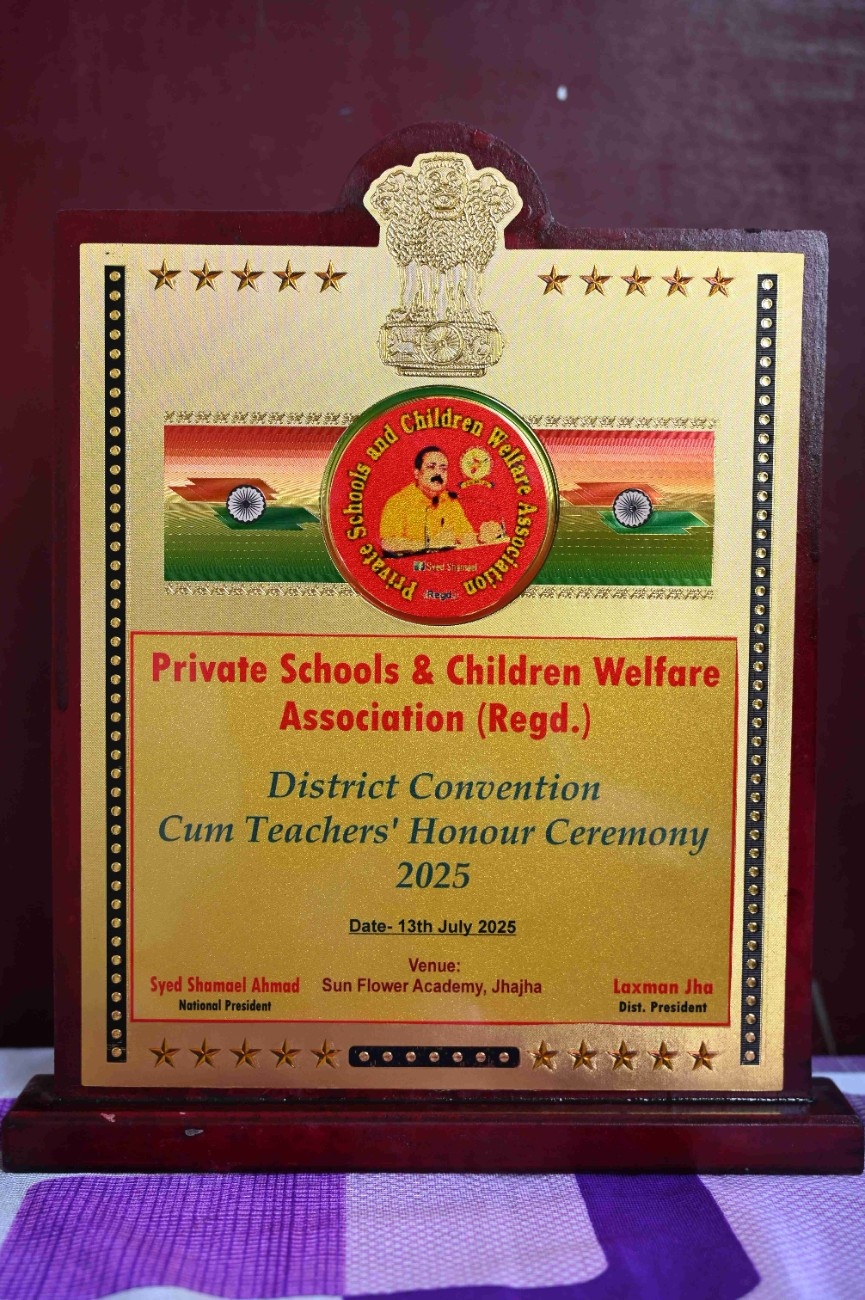 Private Schools and Children Welfare Association
Syed Shamael
(Regd.)
Private Schools & Children Welfare
Association (Regd.)
District Convention
Cum Teachers' Honour Ceremony
2025
Date- 13th July 2025
Venue:
Syed Shamael Ahmad Sun Flower Academy, Jhajha Laxman Jha
National President Dist. President